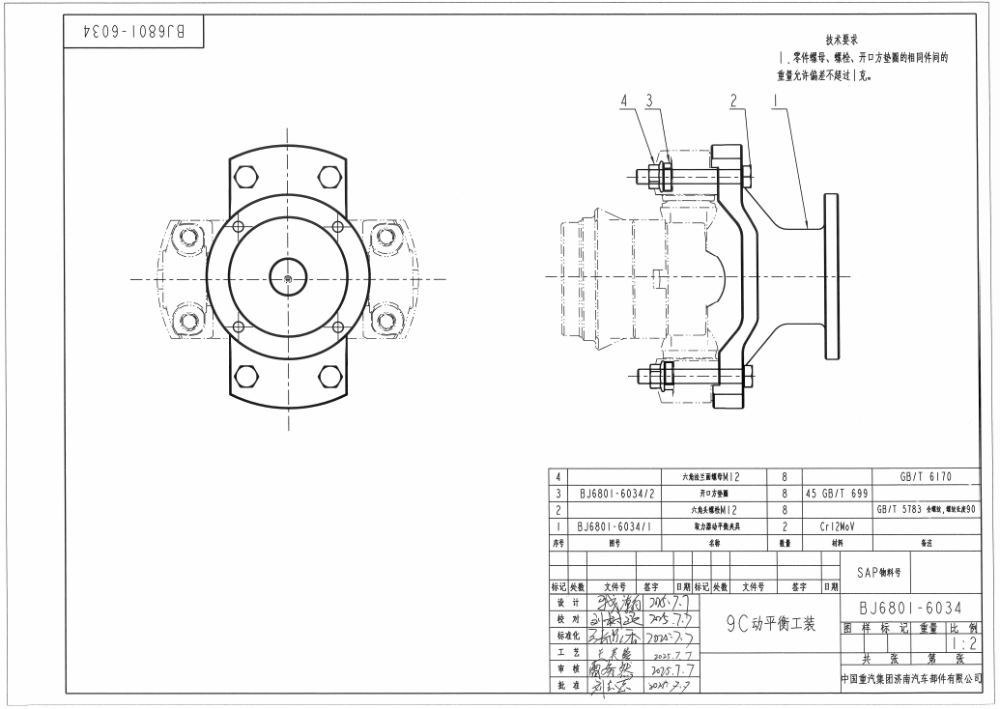 BJ6801-6034
技术要求
1.零件螺母、螺栓、开口方垫圈的相同件间的
重量允许偏差不超过1克。
4 3 2 1
4 六角法兰面螺母M12 8 GB/T 6170
3 BJ6801-6034/2 开口方垫圈 8 45 GB/T 699
2 六角头螺栓M12 8 GB/T 5783 全螺纹,螺纹长度90
1 BJ6801-6034/1 取力器动平衡夹具 2 Cr12MoV
序号 图号 名称 数量 材料 备注
SAP物料号
标记 处数 文件号 签字 日期 标记 处数 文件号 签字 日期
设计 2025.7.7
校对 2025.7.7
标准化 2025.7.7
工艺 2025.7.7
审核 2025.7.7
批准 2025.7.7
9C动平衡工装
BJ6801-6034
图样标记 重量 比例
1:2
共 张 第 张
中国重汽集团济南汽车部件有限公司